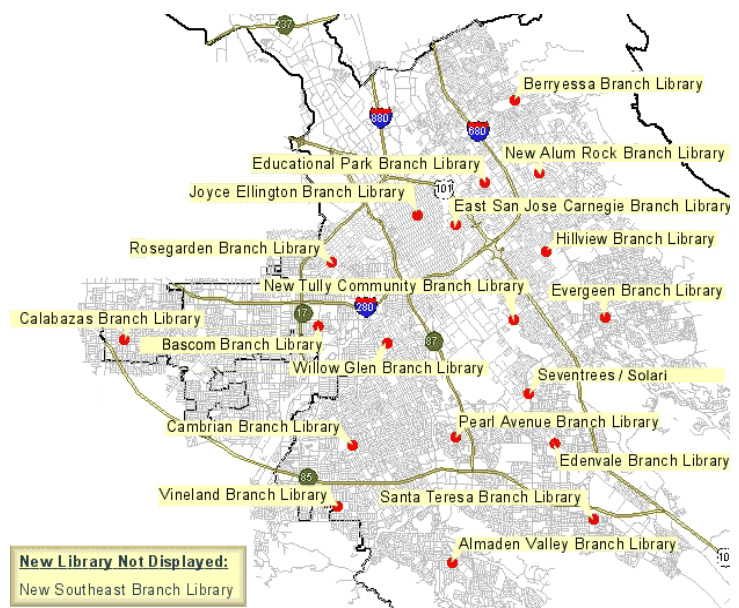 237
Berryessa Branch Library
880
680
Educational Park Branch Library
New Alum Rock Branch Library
101
Joyce Ellington Branch Library
East San Jose Carnegie Branch Library
Rosegarden Branch Library
Hillview Branch Library
New Tully Community Branch Library
Evergeen Branch Library
280
17
Calabazas Branch Library
Bascom Branch Library
87
Willow Glen Branch Library
Seventrees / Solari
Cambrian Branch Library
Pearl Avenue Branch Library
Edenvale Branch Library
85
Vineland Branch Library
Santa Teresa Branch Library
Almaden Valley Branch Library
10
New Library Not Displayed:
New Southeast Branch Library